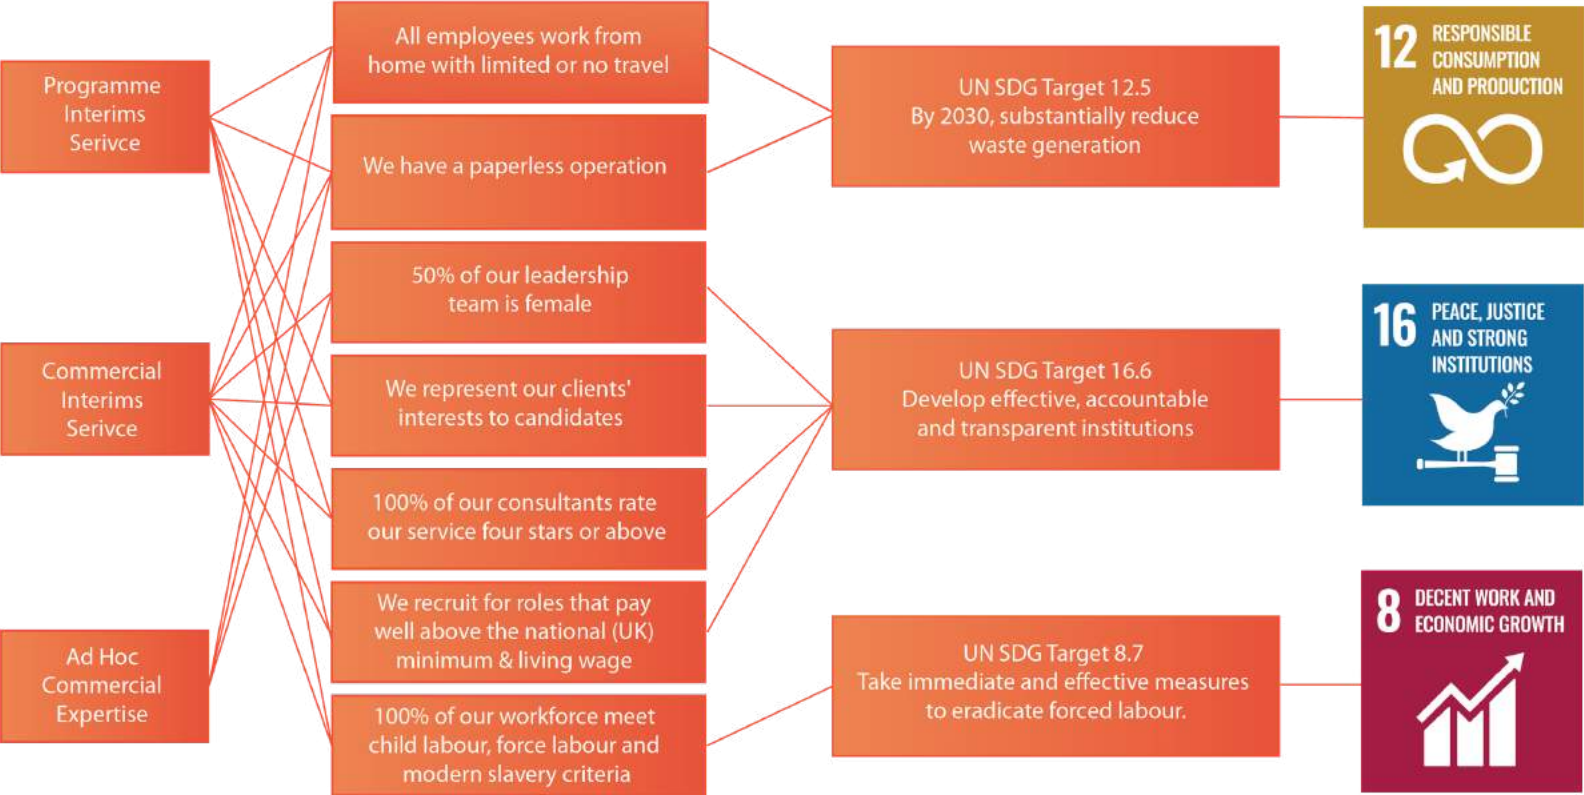 Programme
Interims
Serivce
Commercial
Interims
Serivce
Ad Hoc
Commercial
Expertise
All employees work from
home with limited or no travel
We have a paperless operation
50% of our leadership
team is female
We represent our clients'
interests to candidates
100% of our consultants rate
our service four stars or above
We recruit for roles that pay
well above the national (UK)
minimum & living wage
100% of our workforce meet
child labour, force labour and
modern slavery criteria
UN SDG Target 12.5
By 2030, substantially reduce
waste generation
UN SDG Target 16.6
Develop effective, accountable
and transparent institutions
UN SDG Target 8.7
Take immediate and effective measures
to eradicate forced labour.
12 RESPONSIBLE
CONSUMPTION
AND PRODUCTION
16 PEACE, JUSTICE
AND STRONG
INSTITUTIONS
8 DECENT WORK AND
ECONOMIC GROWTH